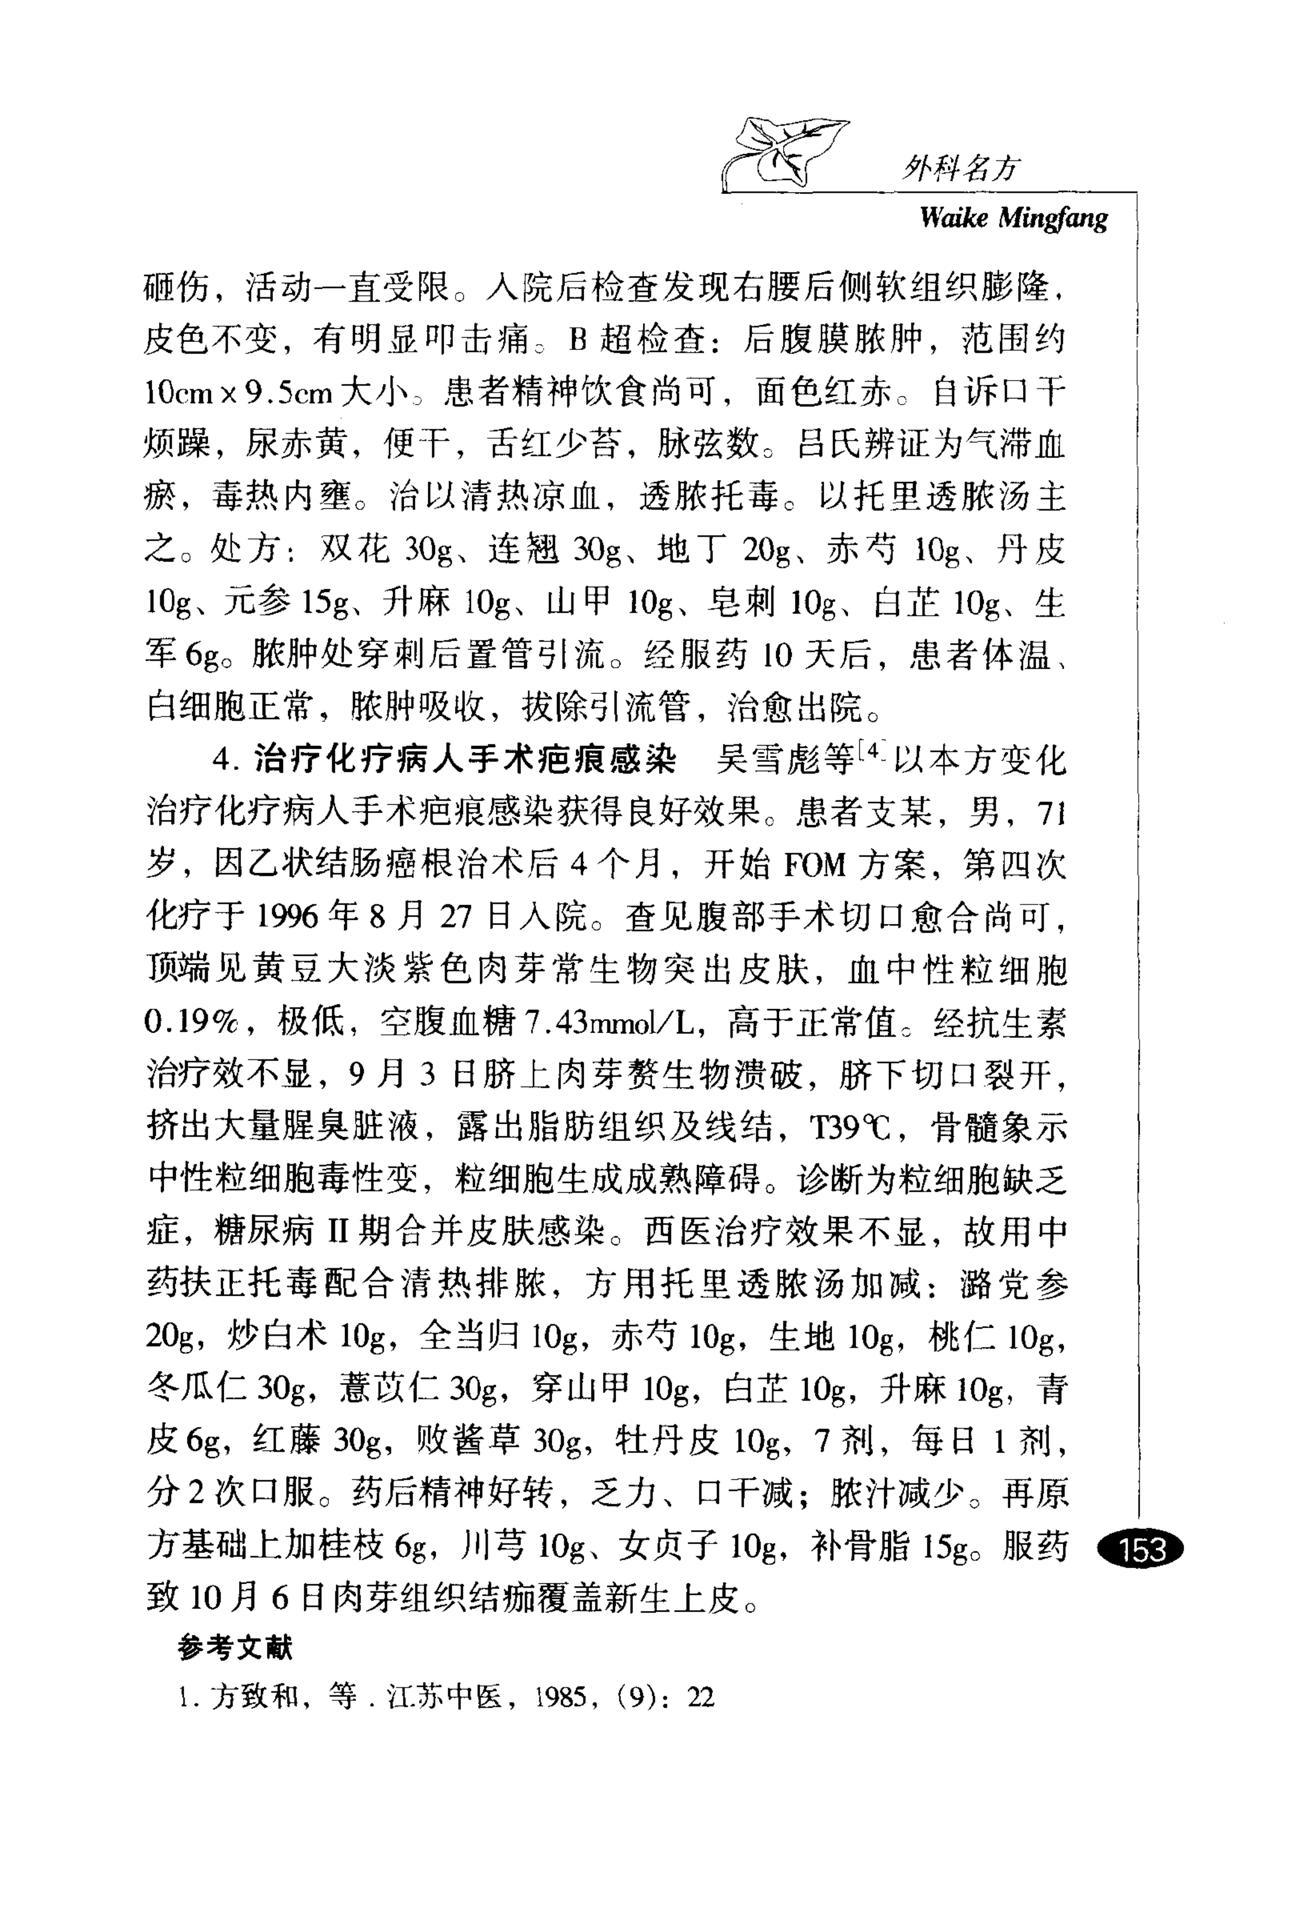 外科名方
Waike Mingfang
砸伤，活动一直受限。入院后检查发现右腰后侧软组织膨隆，
皮色不变，有明显叩击痛。B 超检查：后腹膜脓肿，范围约
10cm×9.5cm大小。患者精神饮食尚可，面色红赤。自诉口干
烦躁，尿赤黄，便干，舌红少苔，脉弦数。吕氏辨证为气滞血
瘀，毒热内壅。治以清热凉血，透脓托毒。以托里透脓汤主
之。处方：双花 30g、连翘 30g、地丁 20g、赤芍 10g、丹皮
10g、元参 15g、升麻 10g、山甲 10g、皂刺 10g、白芷 10g、生
军 6g。脓肿处穿刺后置管引流。经服药 10 天后，患者体温、
白细胞正常，脓肿吸收，拔除引流管，治愈出院。
4. 治疗化疗病人手术疤痕感染　吴雪彪等[4]以本方变化
治疗化疗病人手术疤痕感染获得良好效果。患者支某，男，71
岁，因乙状结肠癌根治术后 4 个月，开始 FOM 方案，第四次
化疗于 1996 年 8 月 27 日入院。查见腹部手术切口愈合尚可，
顶端见黄豆大淡紫色肉芽常生物突出皮肤，血中性粒细胞
0.19%，极低，空腹血糖 7.43mmol/L，高于正常值。经抗生素
治疗效不显，9 月 3 日脐上肉芽赘生物溃破，脐下切口裂开，
挤出大量腥臭脏液，露出脂肪组织及线结，T39℃，骨髓象示
中性粒细胞毒性变，粒细胞生成成熟障碍。诊断为粒细胞缺乏
症，糖尿病 II 期合并皮肤感染。西医治疗效果不显，故用中
药扶正托毒配合清热排脓，方用托里透脓汤加减：潞党参
20g，炒白术 10g，全当归 10g，赤芍 10g，生地 10g，桃仁 10g，
冬瓜仁 30g，薏苡仁 30g，穿山甲 10g，白芷 10g，升麻 10g，青
皮 6g，红藤 30g，败酱草 30g，牡丹皮 10g，7 剂，每日 1 剂，
分 2 次口服。药后精神好转，乏力、口干减；脓汁减少。再原
方基础上加桂枝 6g，川芎 10g、女贞子 10g，补骨脂 15g。服药
致 10 月 6 日肉芽组织结痂覆盖新生上皮。
153
参考文献
1. 方致和，等．江苏中医，1985，(9)：22